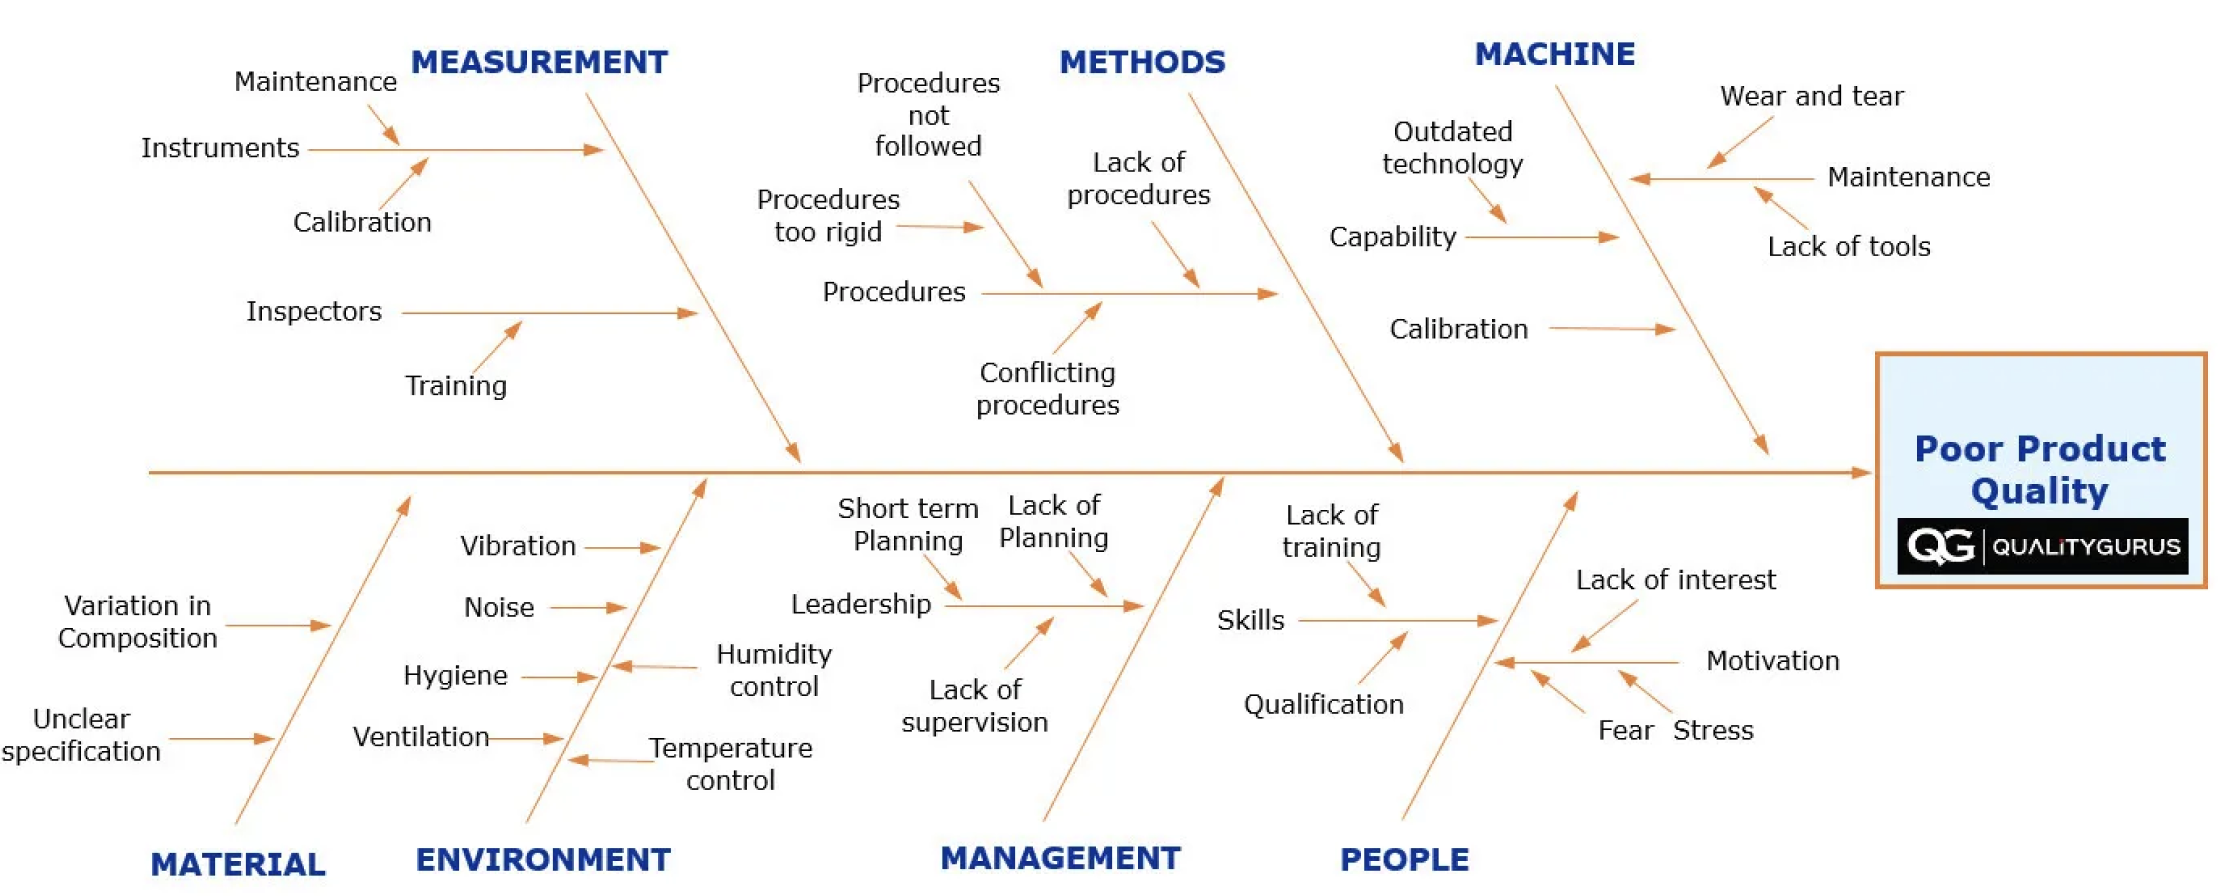 MEASUREMENT
Maintenance
Instruments
Calibration
Inspectors
Training
METHODS
Procedures
not
followed
Lack of
procedures
Procedures
too rigid
Procedures
Conflicting
procedures
MACHINE
Wear and tear
Outdated
technology
Maintenance
Capability
Lack of tools
Calibration
Poor Product
Quality
QG QUALITYGURUS
Variation in
Composition
Unclear
specification
MATERIAL
Vibration
Noise
Humidity
control
Hygiene
Ventilation
Temperature
control
ENVIRONMENT
Short term
Planning
Lack of
Planning
Leadership
Lack of
supervision
MANAGEMENT
Lack of
training
Skills
Qualification
Lack of interest
Motivation
Fear Stress
PEOPLE